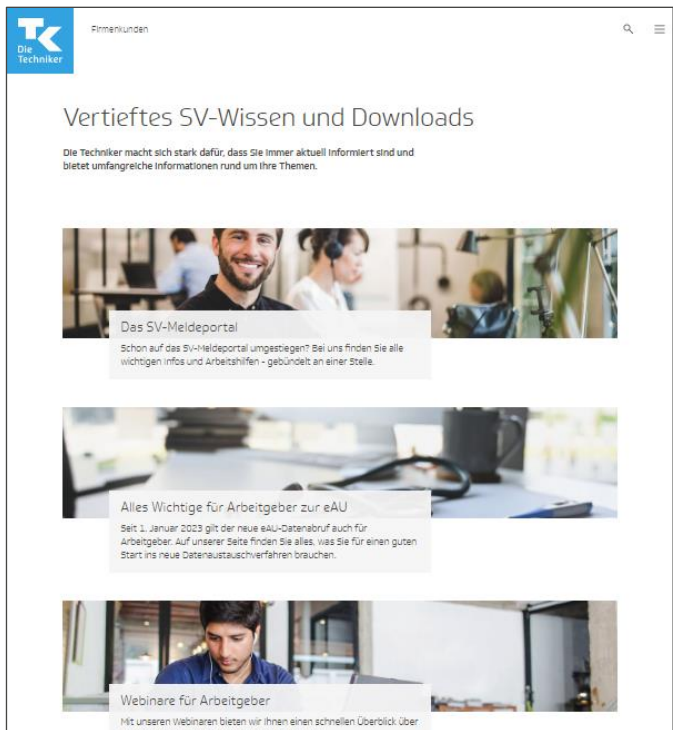 Die
Techniker
Firmenkunden
Vertieftes SV-Wissen und Downloads
Die Techniker macht sich stark dafür, dass Sie immer aktuell informiert sind und
bietet umfangreiche Informationen rund um Ihre Themen.
Das SV-Meldeportal
Schon auf das SV-Meldeportal umgestiegen? Bei uns finden Sie alle
wichtigen Infos und Arbeitshilfen - gebündelt an einer Stelle.
Alles Wichtige für Arbeitgeber zur eAU
Seit 1. Januar 2023 gilt der neue eAU-Datenabruf auch für
Arbeitgeber. Auf unserer Seite finden Sie alles, was Sie für einen guten
Start ins neue Datenaustauschverfahren brauchen.
Webinare für Arbeitgeber
Mit unseren Webinaren bieten wir Ihnen einen schnellen Überblick über